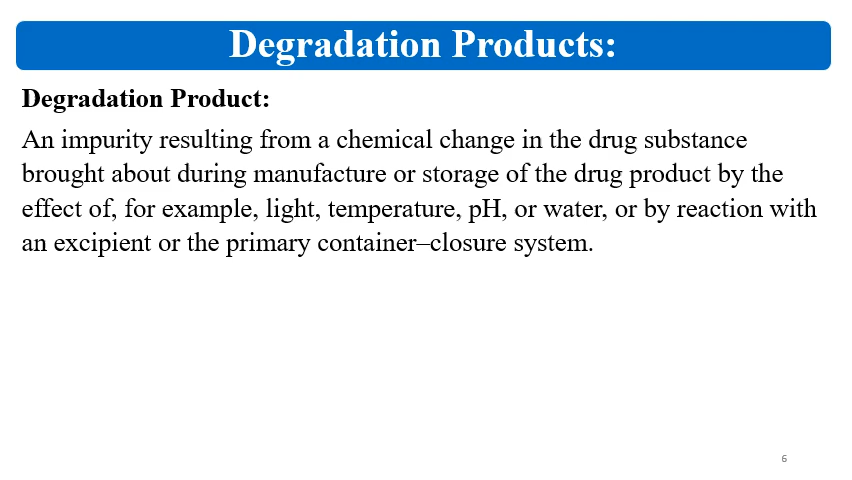 Degradation Products:
Degradation Product:
An impurity resulting from a chemical change in the drug substance
brought about during manufacture or storage of the drug product by the
effect of, for example, light, temperature, pH, or water, or by reaction with
an excipient or the primary container–closure system.
6